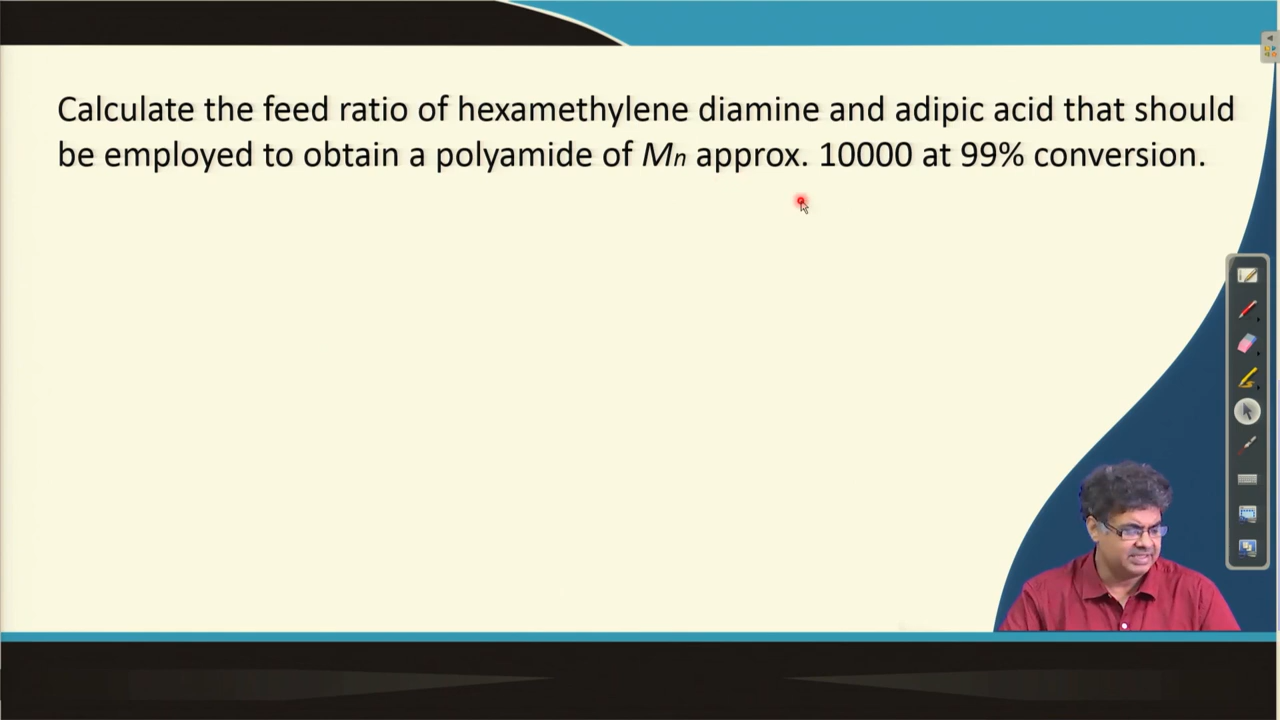 Calculate the feed ratio of hexamethylene diamine and adipic acid that should
be employed to obtain a polyamide of Mn approx. 10000 at 99% conversion.